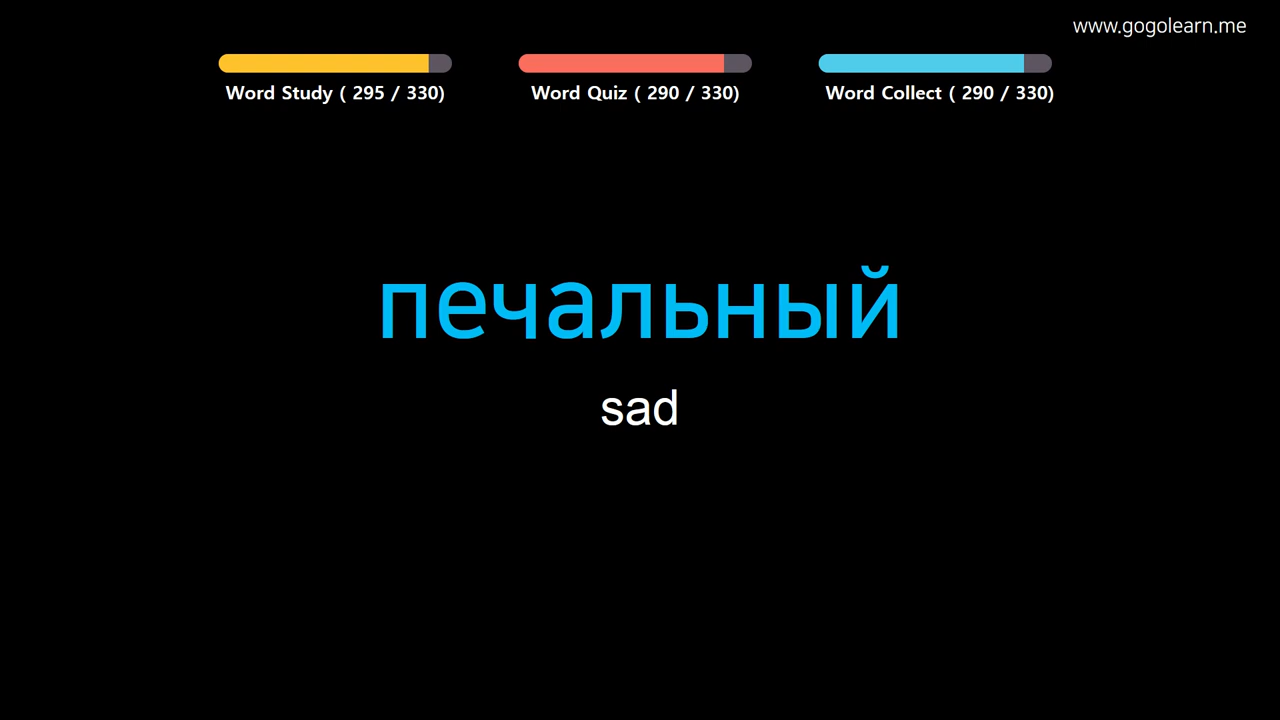 www.gogolearn.me
Word Study ( 295 / 330)
Word Quiz ( 290 / 330)
Word Collect ( 290 / 330)
печальный
sad